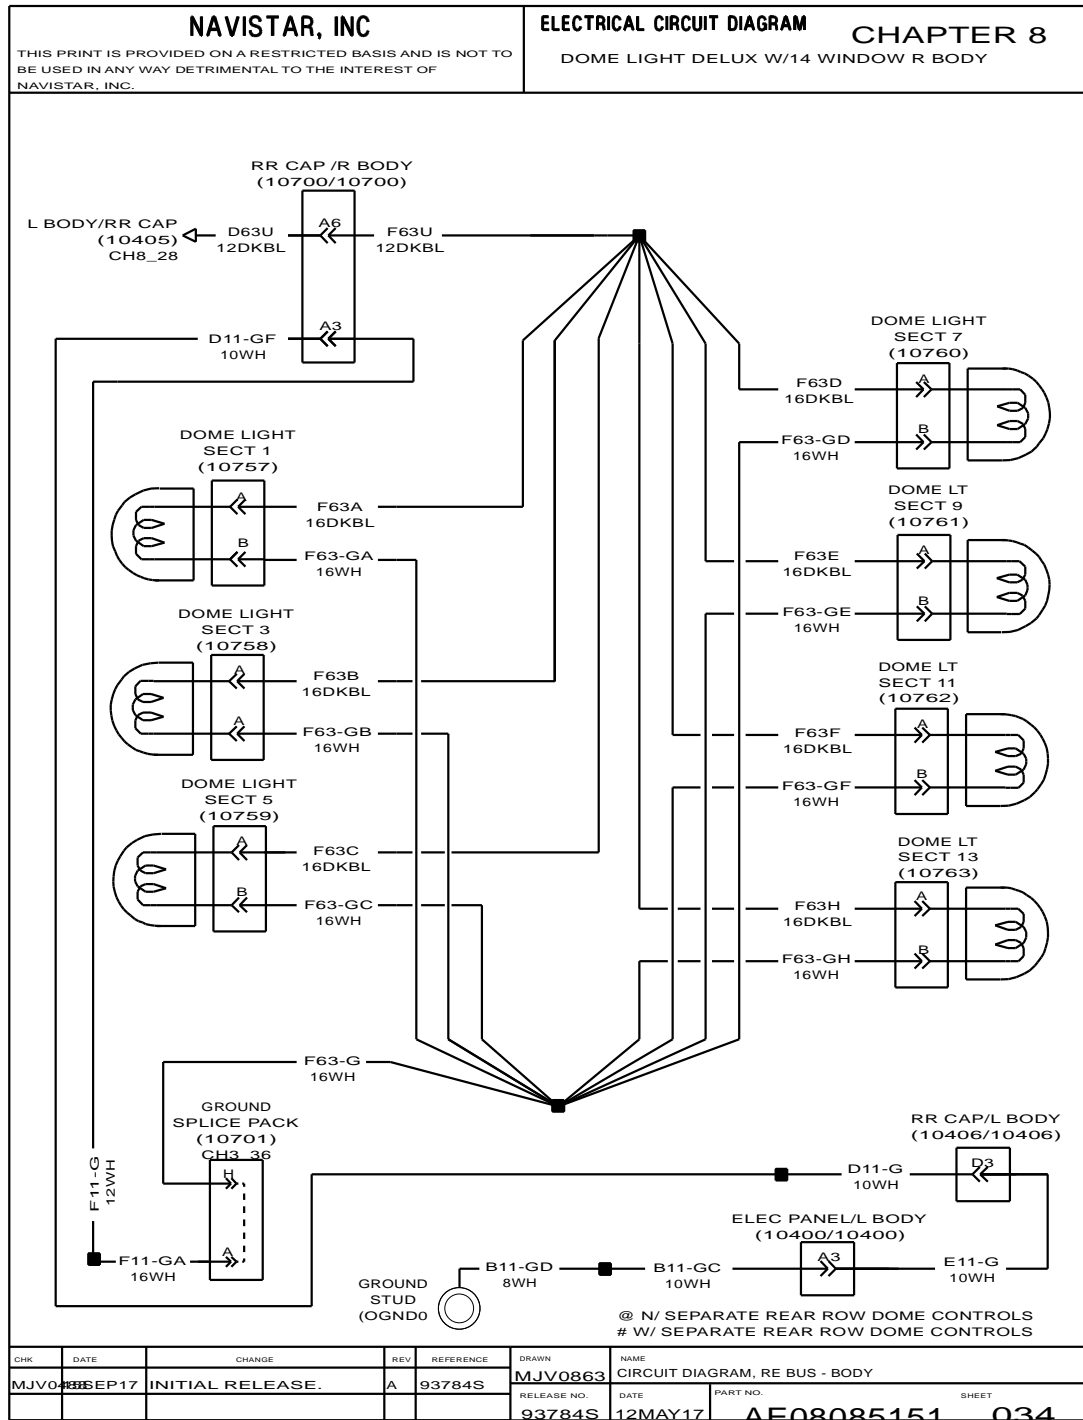 NAVISTAR, INC
THIS PRINT IS PROVIDED ON A RESTRICTED BASIS AND IS NOT TO
BE USED IN ANY WAY DETRIMENTAL TO THE INTEREST OF
NAVISTAR, INC.
ELECTRICAL CIRCUIT DIAGRAM
CHAPTER 8
DOME LIGHT DELUX W/14 WINDOW R BODY
RR CAP /R BODY
(10700/10700)
L BODY/RR CAP
(10405)
CH8_28
D63U
12DKBL
A6
F63U
12DKBL
D11-GF
10WH
A3
DOME LIGHT
SECT 7
(10760)
F63D
16DKBL
A
F63-GD
16WH
B
DOME LIGHT
SECT 1
(10757)
A
F63A
16DKBL
B
F63-GA
16WH
DOME LT
SECT 9
(10761)
F63E
16DKBL
A
F63-GE
16WH
B
DOME LIGHT
SECT 3
(10758)
A
F63B
16DKBL
A
F63-GB
16WH
DOME LT
SECT 11
(10762)
F63F
16DKBL
A
F63-GF
16WH
B
DOME LIGHT
SECT 5
(10759)
A
F63C
16DKBL
B
F63-GC
16WH
DOME LT
SECT 13
(10763)
F63H
16DKBL
A
F63-GH
16WH
B
F63-G
16WH
GROUND
SPLICE PACK
(10701)
CH3_36
H
A
F11-G
12WH
F11-GA
16WH
RR CAP/L BODY
(10406/10406)
D11-G
10WH
D3
ELEC PANEL/L BODY
(10400/10400)
A3
E11-G
10WH
B11-GD
8WH
B11-GC
10WH
GROUND
STUD
(OGND0
@ N/ SEPARATE REAR ROW DOME CONTROLS
# W/ SEPARATE REAR ROW DOME CONTROLS
CHK DATE CHANGE REV REFERENCE
SEP17 INITIAL RELEASE. A 93784S
DRAWN
MJV0863
NAME
CIRCUIT DIAGRAM, RE BUS - BODY
RELEASE NO.
93784S
DATE
12MAY17
PART NO.
AE08085151
SHEET
034